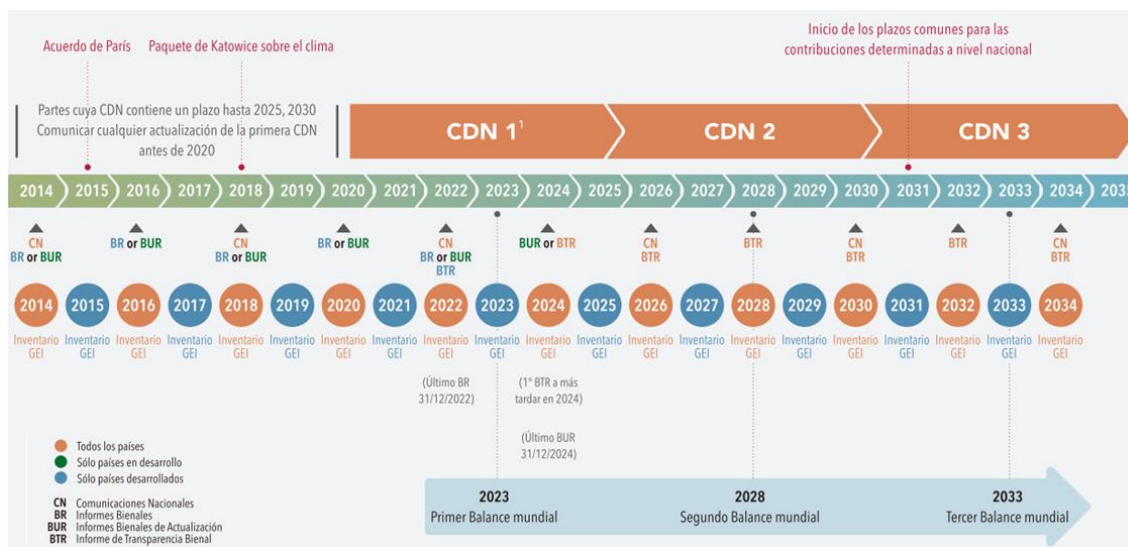 Acuerdo de París
Paquete de Katowice sobre el clima
Inicio de los plazos comunes para las
contribuciones determinadas a nivel nacional
Partes cuya CDN contiene un plazo hasta 2025, 2030
Comunicar cualquier actualización de la primera CDN
antes de 2020
CDN 1¹ CDN 2 CDN 3
2014 2015 2016 2017 2018 2019 2020 2021 2022 2023 2024 2025 2026 2027 2028 2029 2030 2031 2032 2033 2034 2035
CN
BR or BUR
BR or BUR
CN
BR or BUR
BR or BUR
CN
BR or BUR
BTR
BUR or BTR
CN
BTR
BTR
CN
BTR
BTR
CN
BTR
2014 2015 2016 2017 2018 2019 2020 2021 2022 2023 2024 2025 2026 2027 2028 2029 2030 2031 2032 2033 2034
Inventario Inventario Inventario Inventario Inventario Inventario Inventario Inventario Inventario Inventario Inventario Inventario Inventario Inventario Inventario Inventario Inventario Inventario Inventario Inventario Inventario
GEI GEI GEI GEI GEI GEI GEI GEI GEI GEI GEI GEI GEI GEI GEI GEI GEI GEI GEI GEI GEI
(Último BR
31/12/2022)
(1° BTR a más
tardar en 2024)
(Último BUR
31/12/2024)
Todos los países
Sólo países en desarrollo
Sólo países desarrollados
CN Comunicaciones Nacionales
BR Informes Bienales
BUR Informes Bienales de Actualización
BTR Informe de Transparencia Bienal
2023
Primer Balance mundial
2028
Segundo Balance mundial
2033
Tercer Balance mundial